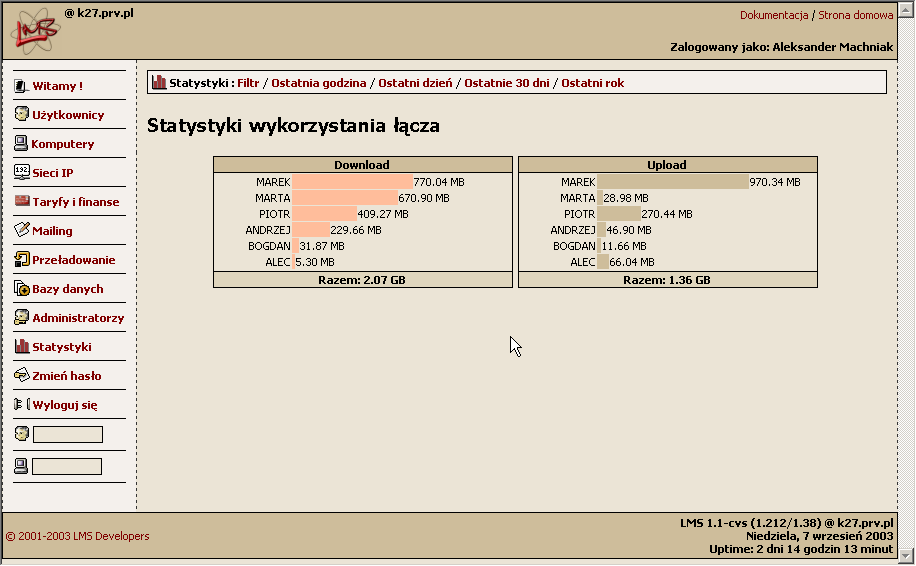 LMS
@ k27.prv.pl
Dokumentacja / Strona domowa
Zalogowany jako: Aleksander Machniak
Witamy !
Użytkownicy
Komputery
Sieci IP
Taryfy i finanse
Mailing
Przeładowanie
Bazy danych
Administratorzy
Statystyki
Zmień hasło
Wyloguj się
Statystyki : Filtr / Ostatnia godzina / Ostatni dzień / Ostatnie 30 dni / Ostatni rok
Statystyki wykorzystania łącza
Download
MAREK 770.04 MB
MARTA 670.90 MB
PIOTR 409.27 MB
ANDRZEJ 229.66 MB
BOGDAN 31.87 MB
ALEC 5.30 MB
Razem: 2.07 GB
Upload
MAREK 970.34 MB
MARTA 28.98 MB
PIOTR 270.44 MB
ANDRZEJ 46.90 MB
BOGDAN 11.66 MB
ALEC 66.04 MB
Razem: 1.36 GB
© 2001-2003 LMS Developers
LMS 1.1-cvs (1.212/1.38) @ k27.prv.pl
Niedziela, 7 wrzesień 2003
Uptime: 2 dni 14 godzin 13 minut